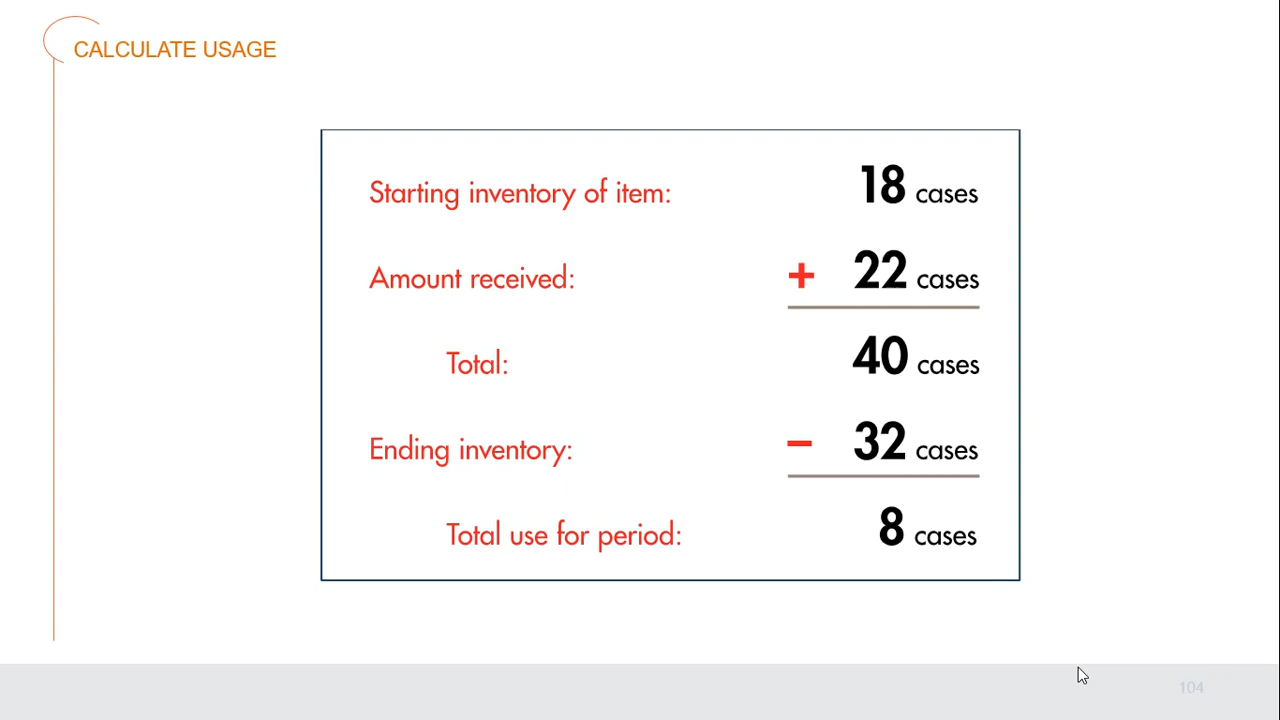 CALCULATE USAGE
Starting inventory of item: 18 cases
Amount received: + 22 cases
Total: 40 cases
Ending inventory: − 32 cases
Total use for period: 8 cases
104